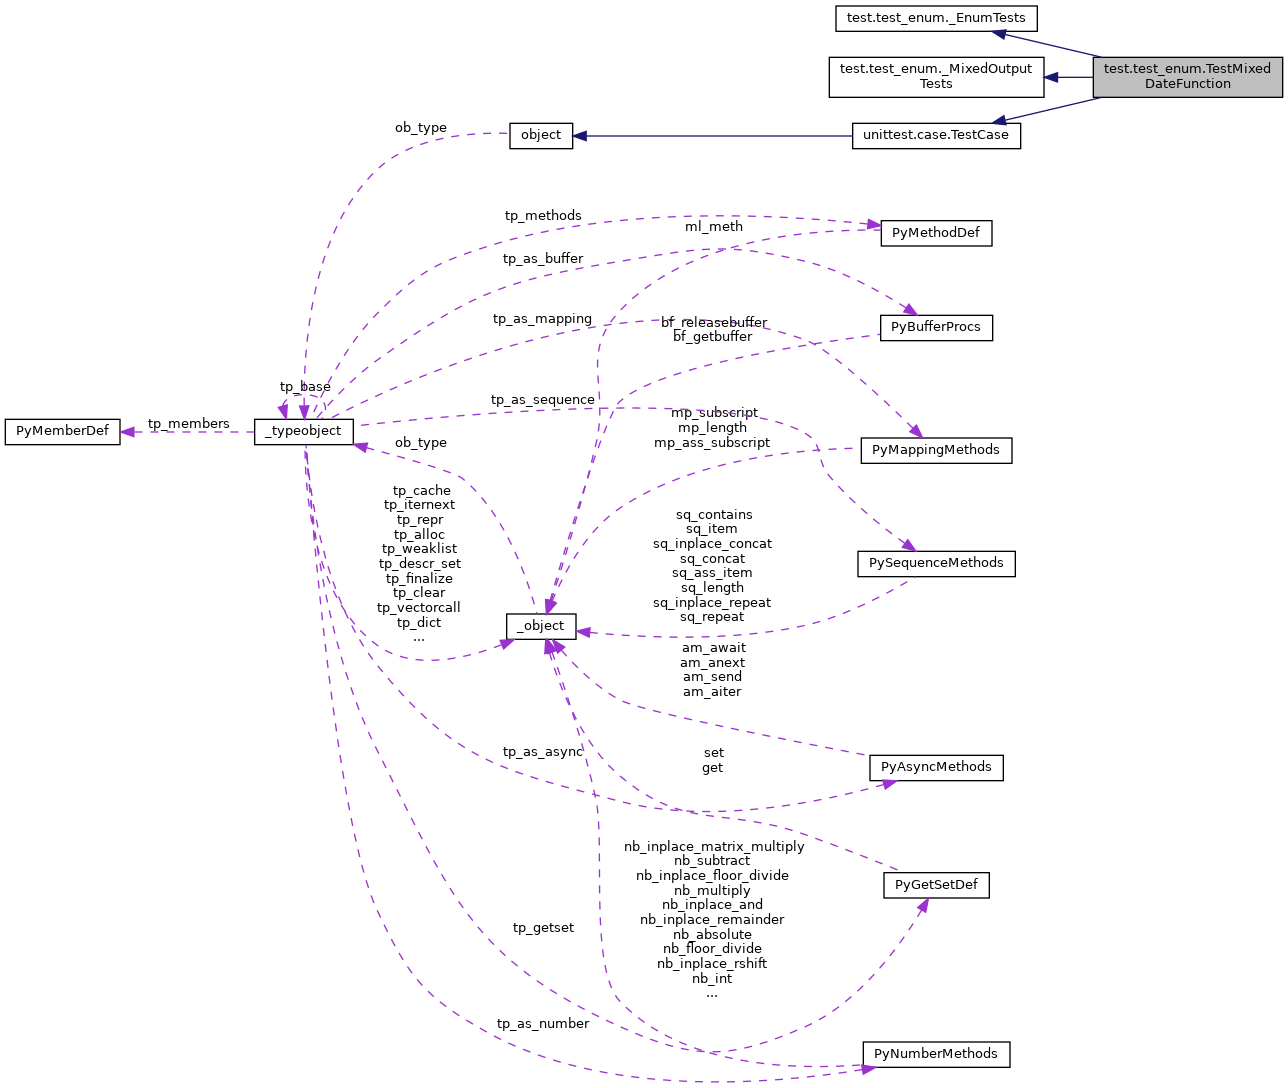 test.test_enum._EnumTests
test.test_enum._MixedOutput
Tests
test.test_enum.TestMixed
DateFunction
ob_type
object
unittest.case.TestCase
tp_methods
ml_meth
PyMethodDef
tp_as_buffer
tp_as_mapping
bf_releasebuffer
bf_getbuffer
PyBufferProcs
tp_base
tp_as_sequence
PyMemberDef
tp_members
_typeobject
ob_type
mp_subscript
mp_length
mp_ass_subscript
PyMappingMethods
tp_cache
tp_iternext
tp_repr
tp_alloc
tp_weaklist
tp_descr_set
tp_finalize
tp_clear
tp_vectorcall
tp_dict
...
sq_contains
sq_item
sq_inplace_concat
sq_concat
sq_ass_item
sq_length
sq_inplace_repeat
sq_repeat
PySequenceMethods
_object
am_await
am_anext
am_send
am_aiter
tp_as_async
set
get
PyAsyncMethods
nb_inplace_matrix_multiply
nb_subtract
nb_inplace_floor_divide
nb_multiply
nb_inplace_and
nb_inplace_remainder
nb_absolute
nb_floor_divide
nb_inplace_rshift
nb_int
...
PyGetSetDef
tp_getset
tp_as_number
PyNumberMethods